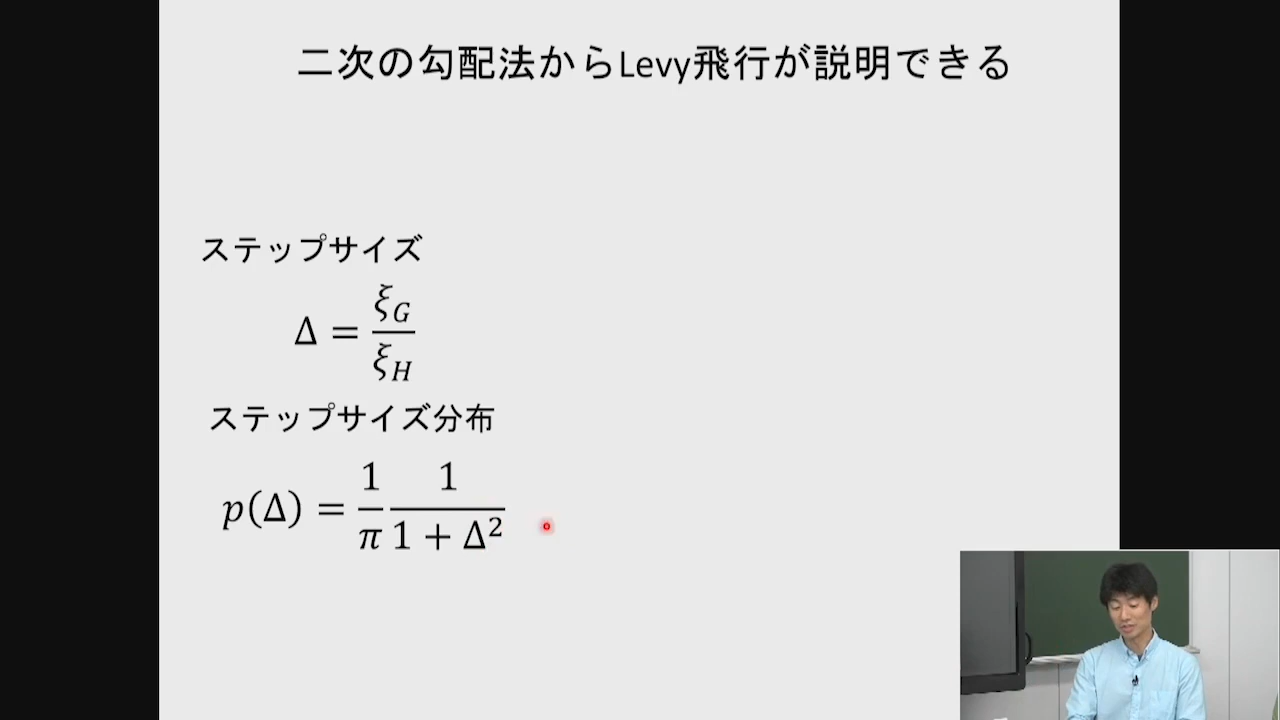 二次の勾配法からLevy飛行が説明できる
ステップサイズ
Δ = ξ_G / ξ_H
ステップサイズ分布
p(Δ) = 1/π 1/(1 + Δ²)